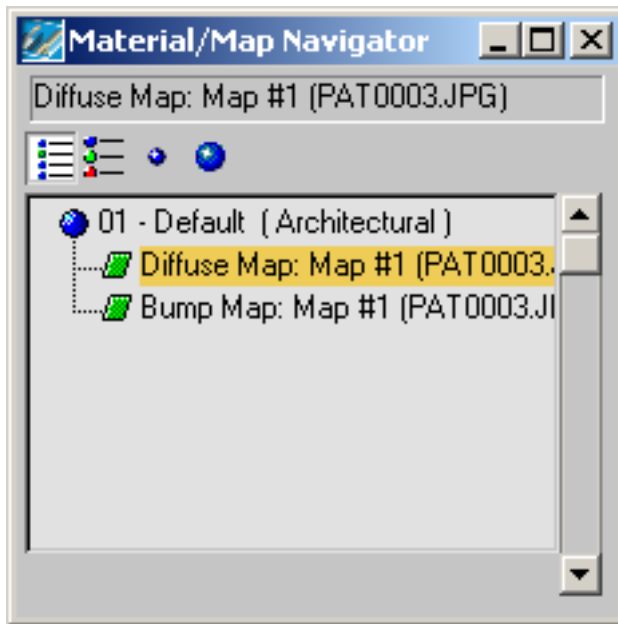 Material/Map Navigator
Diffuse Map: Map #1 (PAT0003.JPG)
01 - Default ( Architectural )
Diffuse Map: Map #1 (PAT0003.
Bump Map: Map #1 (PAT0003.JI